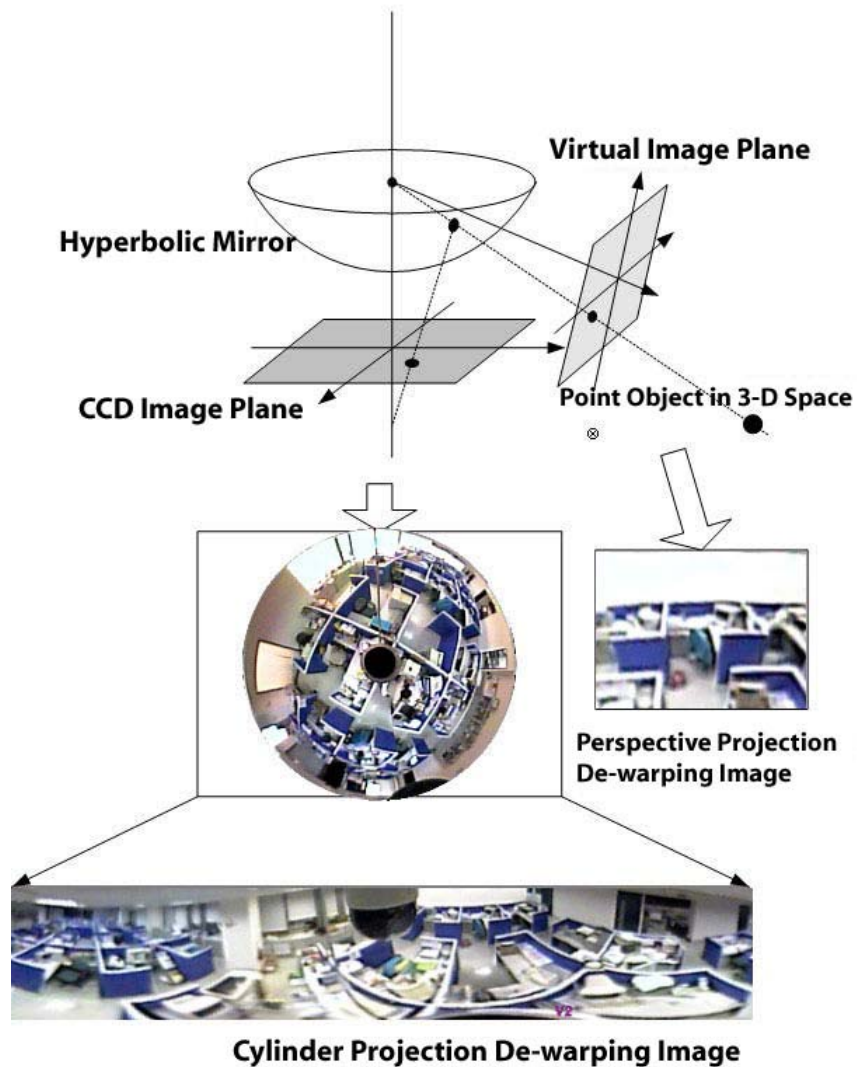 Virtual Image Plane
Hyperbolic Mirror
CCD Image Plane
Point Object in 3-D Space
Perspective Projection
De-warping Image
V2
Cylinder Projection De-warping Image